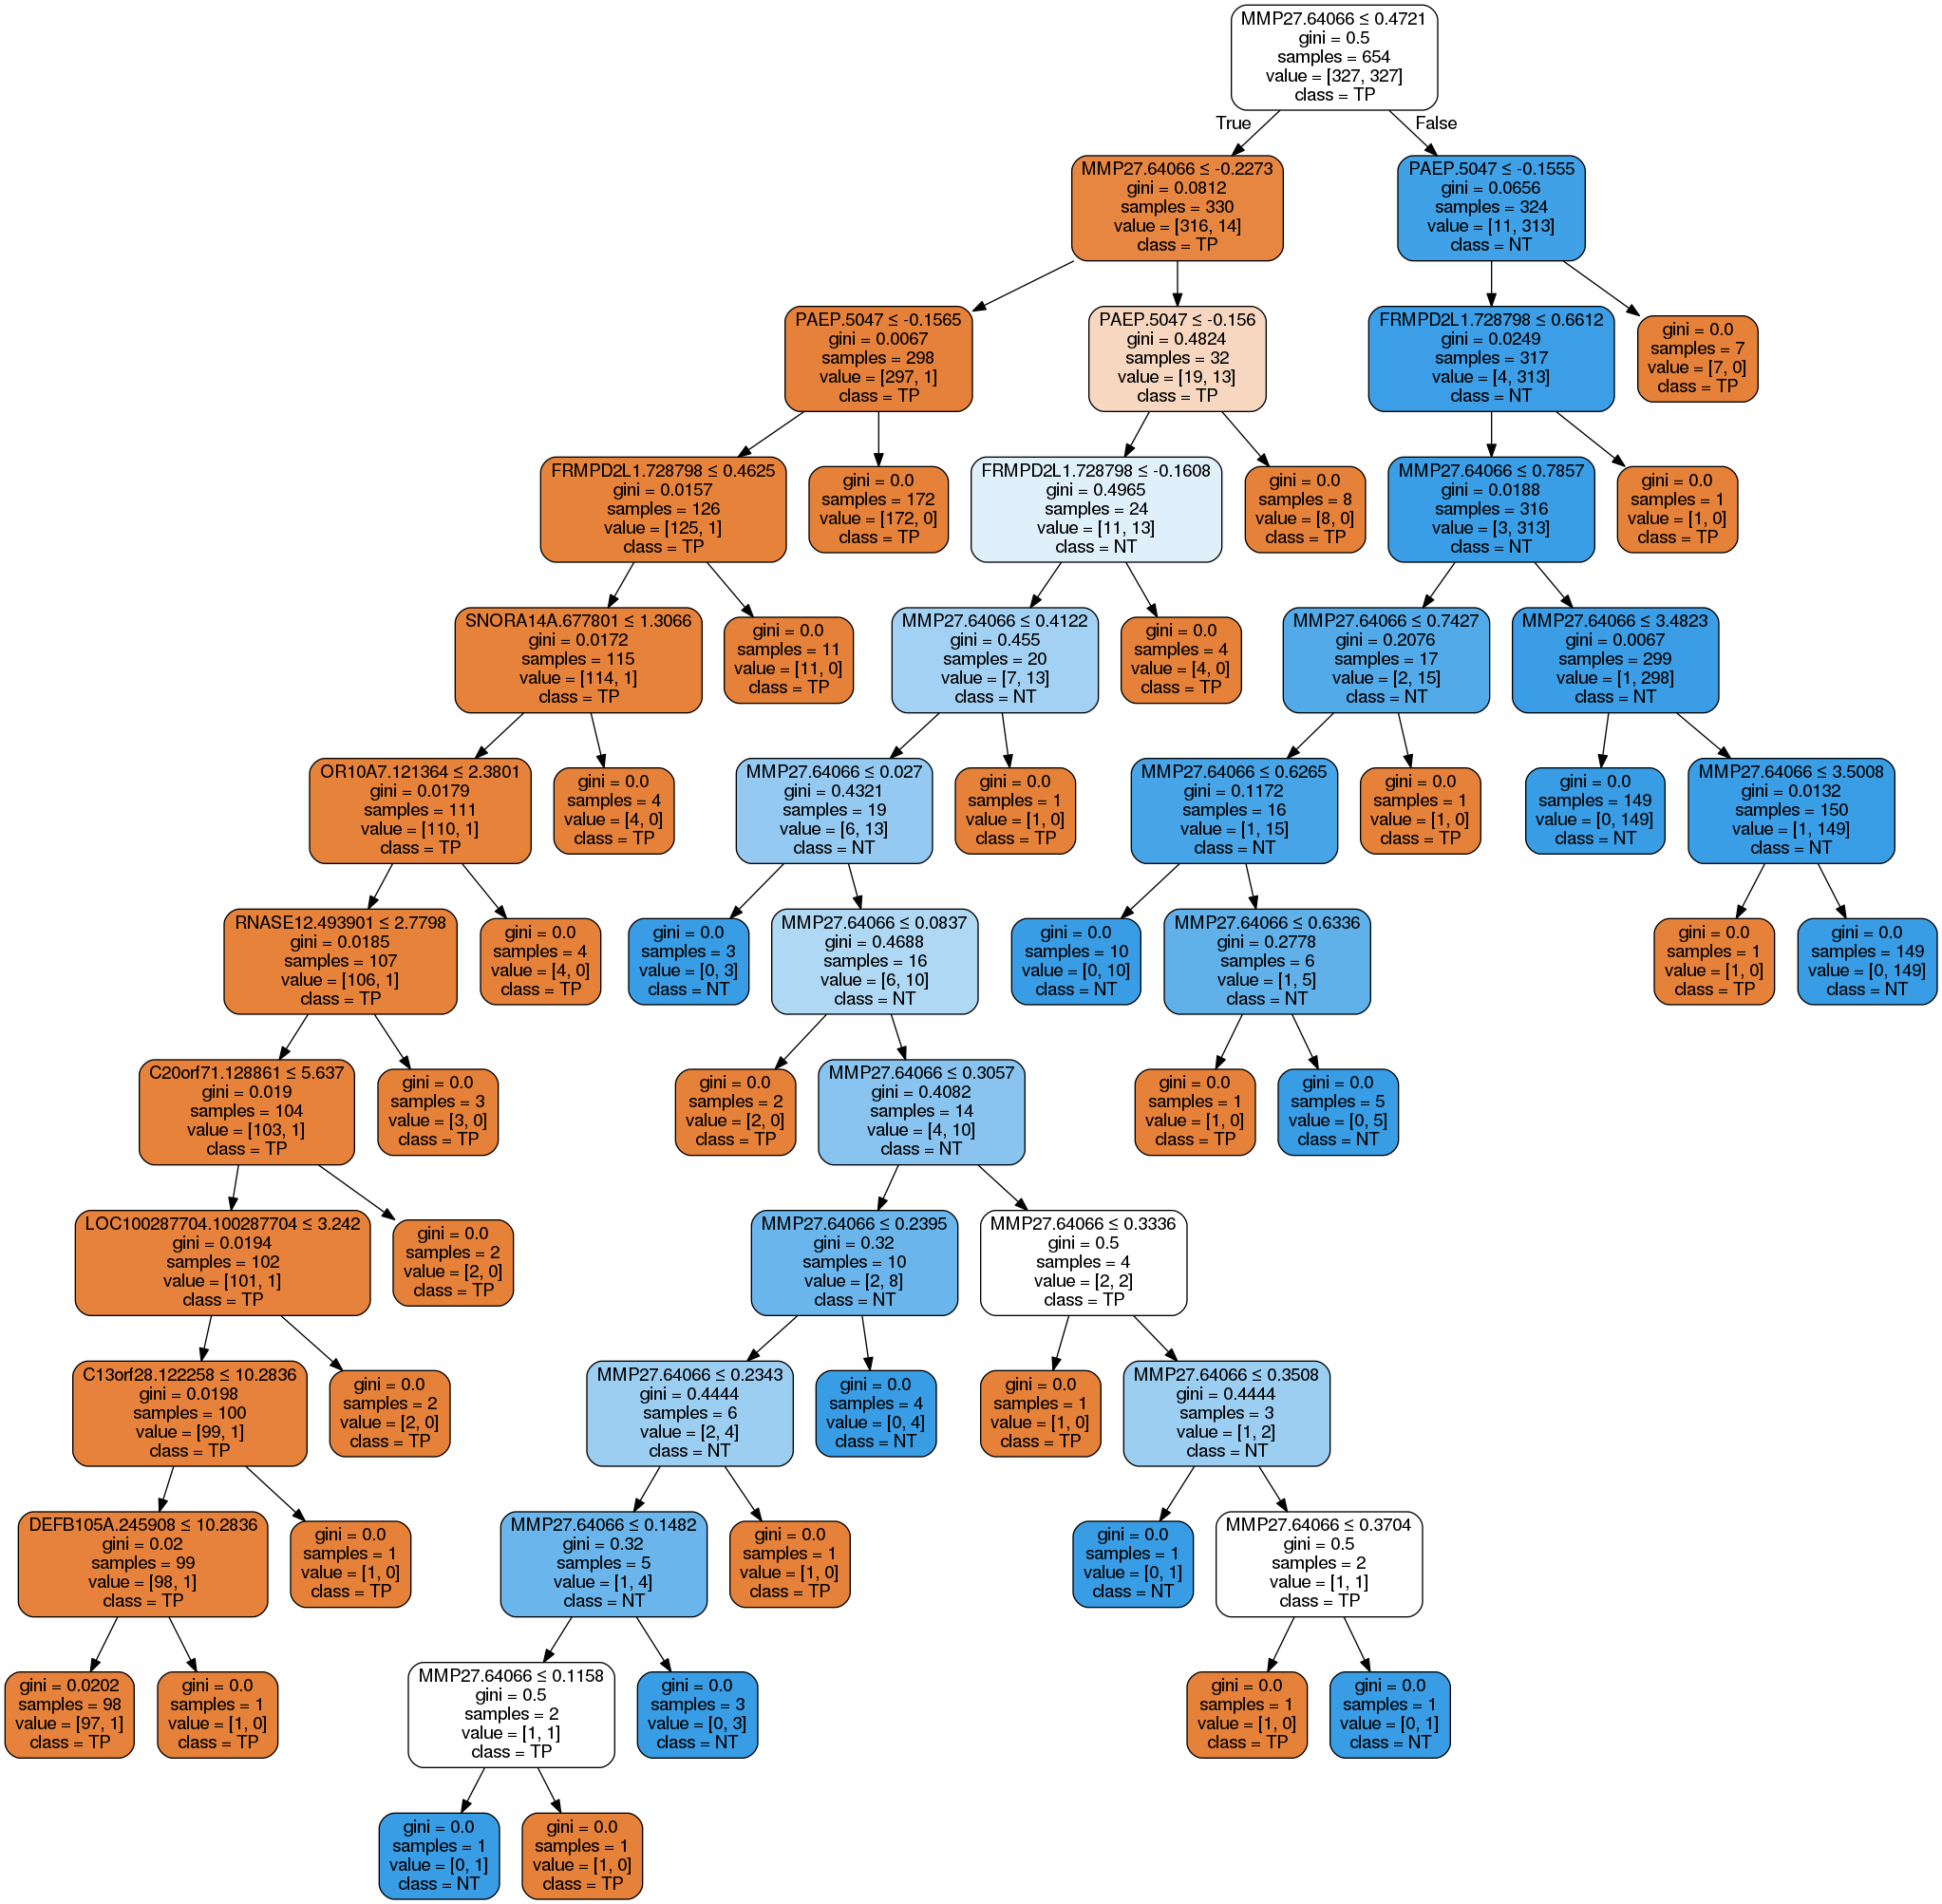 MMP27.64066 ≤ 0.4721
gini = 0.5
samples = 654
value = [327, 327]
class = TP
True
False
MMP27.64066 ≤ -0.2273
gini = 0.0812
samples = 330
value = [316, 14]
class = TP
PAEP.5047 ≤ -0.1555
gini = 0.0656
samples = 324
value = [11, 313]
class = NT
PAEP.5047 ≤ -0.1565
gini = 0.0067
samples = 298
value = [297, 1]
class = TP
PAEP.5047 ≤ -0.156
gini = 0.4824
samples = 32
value = [19, 13]
class = TP
FRMPD2L1.728798 ≤ 0.6612
gini = 0.0249
samples = 317
value = [4, 313]
class = NT
gini = 0.0
samples = 7
value = [7, 0]
class = TP
FRMPD2L1.728798 ≤ 0.4625
gini = 0.0157
samples = 126
value = [125, 1]
class = TP
gini = 0.0
samples = 172
value = [172, 0]
class = TP
FRMPD2L1.728798 ≤ -0.1608
gini = 0.4965
samples = 24
value = [11, 13]
class = NT
gini = 0.0
samples = 8
value = [8, 0]
class = TP
MMP27.64066 ≤ 0.7857
gini = 0.0188
samples = 316
value = [3, 313]
class = NT
gini = 0.0
samples = 1
value = [1, 0]
class = TP
SNORA14A.677801 ≤ 1.3066
gini = 0.0172
samples = 115
value = [114, 1]
class = TP
gini = 0.0
samples = 11
value = [11, 0]
class = TP
MMP27.64066 ≤ 0.4122
gini = 0.455
samples = 20
value = [7, 13]
class = NT
gini = 0.0
samples = 4
value = [4, 0]
class = TP
MMP27.64066 ≤ 0.7427
gini = 0.2076
samples = 17
value = [2, 15]
class = NT
MMP27.64066 ≤ 3.4823
gini = 0.0067
samples = 299
value = [1, 298]
class = NT
OR10A7.121364 ≤ 2.3801
gini = 0.0179
samples = 111
value = [110, 1]
class = TP
gini = 0.0
samples = 4
value = [4, 0]
class = TP
MMP27.64066 ≤ 0.027
gini = 0.4321
samples = 19
value = [6, 13]
class = NT
gini = 0.0
samples = 1
value = [1, 0]
class = TP
MMP27.64066 ≤ 0.6265
gini = 0.1172
samples = 16
value = [1, 15]
class = NT
gini = 0.0
samples = 1
value = [1, 0]
class = TP
gini = 0.0
samples = 149
value = [0, 149]
class = NT
MMP27.64066 ≤ 3.5008
gini = 0.0132
samples = 150
value = [1, 149]
class = NT
RNASE12.493901 ≤ 2.7798
gini = 0.0185
samples = 107
value = [106, 1]
class = TP
gini = 0.0
samples = 4
value = [4, 0]
class = TP
gini = 0.0
samples = 3
value = [0, 3]
class = NT
MMP27.64066 ≤ 0.0837
gini = 0.4688
samples = 16
value = [6, 10]
class = NT
gini = 0.0
samples = 10
value = [0, 10]
class = NT
MMP27.64066 ≤ 0.6336
gini = 0.2778
samples = 6
value = [1, 5]
class = NT
gini = 0.0
samples = 1
value = [1, 0]
class = TP
gini = 0.0
samples = 149
value = [0, 149]
class = NT
C20orf71.128861 ≤ 5.637
gini = 0.019
samples = 104
value = [103, 1]
class = TP
gini = 0.0
samples = 3
value = [3, 0]
class = TP
gini = 0.0
samples = 2
value = [2, 0]
class = TP
MMP27.64066 ≤ 0.3057
gini = 0.4082
samples = 14
value = [4, 10]
class = NT
gini = 0.0
samples = 1
value = [1, 0]
class = TP
gini = 0.0
samples = 5
value = [0, 5]
class = NT
LOC100287704.100287704 ≤ 3.242
gini = 0.0194
samples = 102
value = [101, 1]
class = TP
gini = 0.0
samples = 2
value = [2, 0]
class = TP
MMP27.64066 ≤ 0.2395
gini = 0.32
samples = 10
value = [2, 8]
class = NT
MMP27.64066 ≤ 0.3336
gini = 0.5
samples = 4
value = [2, 2]
class = TP
C13orf28.122258 ≤ 10.2836
gini = 0.0198
samples = 100
value = [99, 1]
class = TP
gini = 0.0
samples = 2
value = [2, 0]
class = TP
MMP27.64066 ≤ 0.2343
gini = 0.4444
samples = 6
value = [2, 4]
class = NT
gini = 0.0
samples = 4
value = [0, 4]
class = NT
gini = 0.0
samples = 1
value = [1, 0]
class = TP
MMP27.64066 ≤ 0.3508
gini = 0.4444
samples = 3
value = [1, 2]
class = NT
DEFB105A.245908 ≤ 10.2836
gini = 0.02
samples = 99
value = [98, 1]
class = TP
gini = 0.0
samples = 1
value = [1, 0]
class = TP
MMP27.64066 ≤ 0.1482
gini = 0.32
samples = 5
value = [1, 4]
class = NT
gini = 0.0
samples = 1
value = [1, 0]
class = TP
gini = 0.0
samples = 1
value = [0, 1]
class = NT
MMP27.64066 ≤ 0.3704
gini = 0.5
samples = 2
value = [1, 1]
class = TP
gini = 0.0202
samples = 98
value = [97, 1]
class = TP
gini = 0.0
samples = 1
value = [1, 0]
class = TP
MMP27.64066 ≤ 0.1158
gini = 0.5
samples = 2
value = [1, 1]
class = TP
gini = 0.0
samples = 3
value = [0, 3]
class = NT
gini = 0.0
samples = 1
value = [1, 0]
class = TP
gini = 0.0
samples = 1
value = [0, 1]
class = NT
gini = 0.0
samples = 1
value = [0, 1]
class = NT
gini = 0.0
samples = 1
value = [1, 0]
class = TP